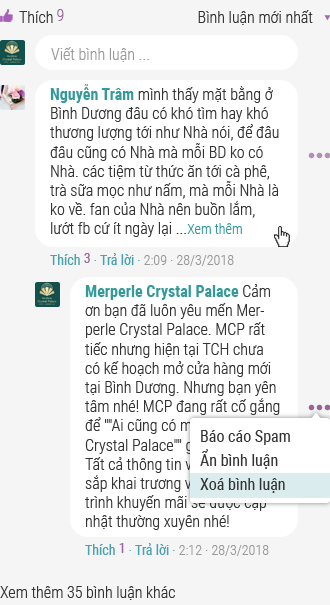 Thích 9
Bình luận mới nhất
Viết bình luận ...
Nguyễn Trâm mình thấy mặt bằng ở
Bình Dương đâu có khó tìm hay khó
thương lượng tới như Nhà nói, để đâu
đâu cũng có Nhà mà mỗi BD ko có
Nhà. các tiệm từ thức ăn tới cà phê,
trà sữa mọc như nấm, mà mỗi Nhà là
ko về. fan của Nhà nên buồn lắm,
lướt fb cứ ít ngày lại ...Xem thêm
Thích 3 · Trả lời · 2:09 · 28/3/2018
Merperle Crystal Palace Cảm
ơn bạn đã luôn yêu mến Mer-
perle Crystal Palace. MCP rất
tiếc nhưng hiện tại TCH chưa
có kế hoạch mở cửa hàng mới
tại Bình Dương. Nhưng bạn yên
tâm nhé! MCP đang rất cố gắng
để ""Ai cũng có m
Crystal Palace"" g
Tất cả thông tin v
sắp khai trương v
trình khuyến mãi sẽ được cập
nhật thường xuyên nhé!
Báo cáo Spam
Ẩn bình luận
Xoá bình luận
Thích 1 · Trả lời · 2:12 · 28/3/2018
Xem thêm 35 bình luận khác